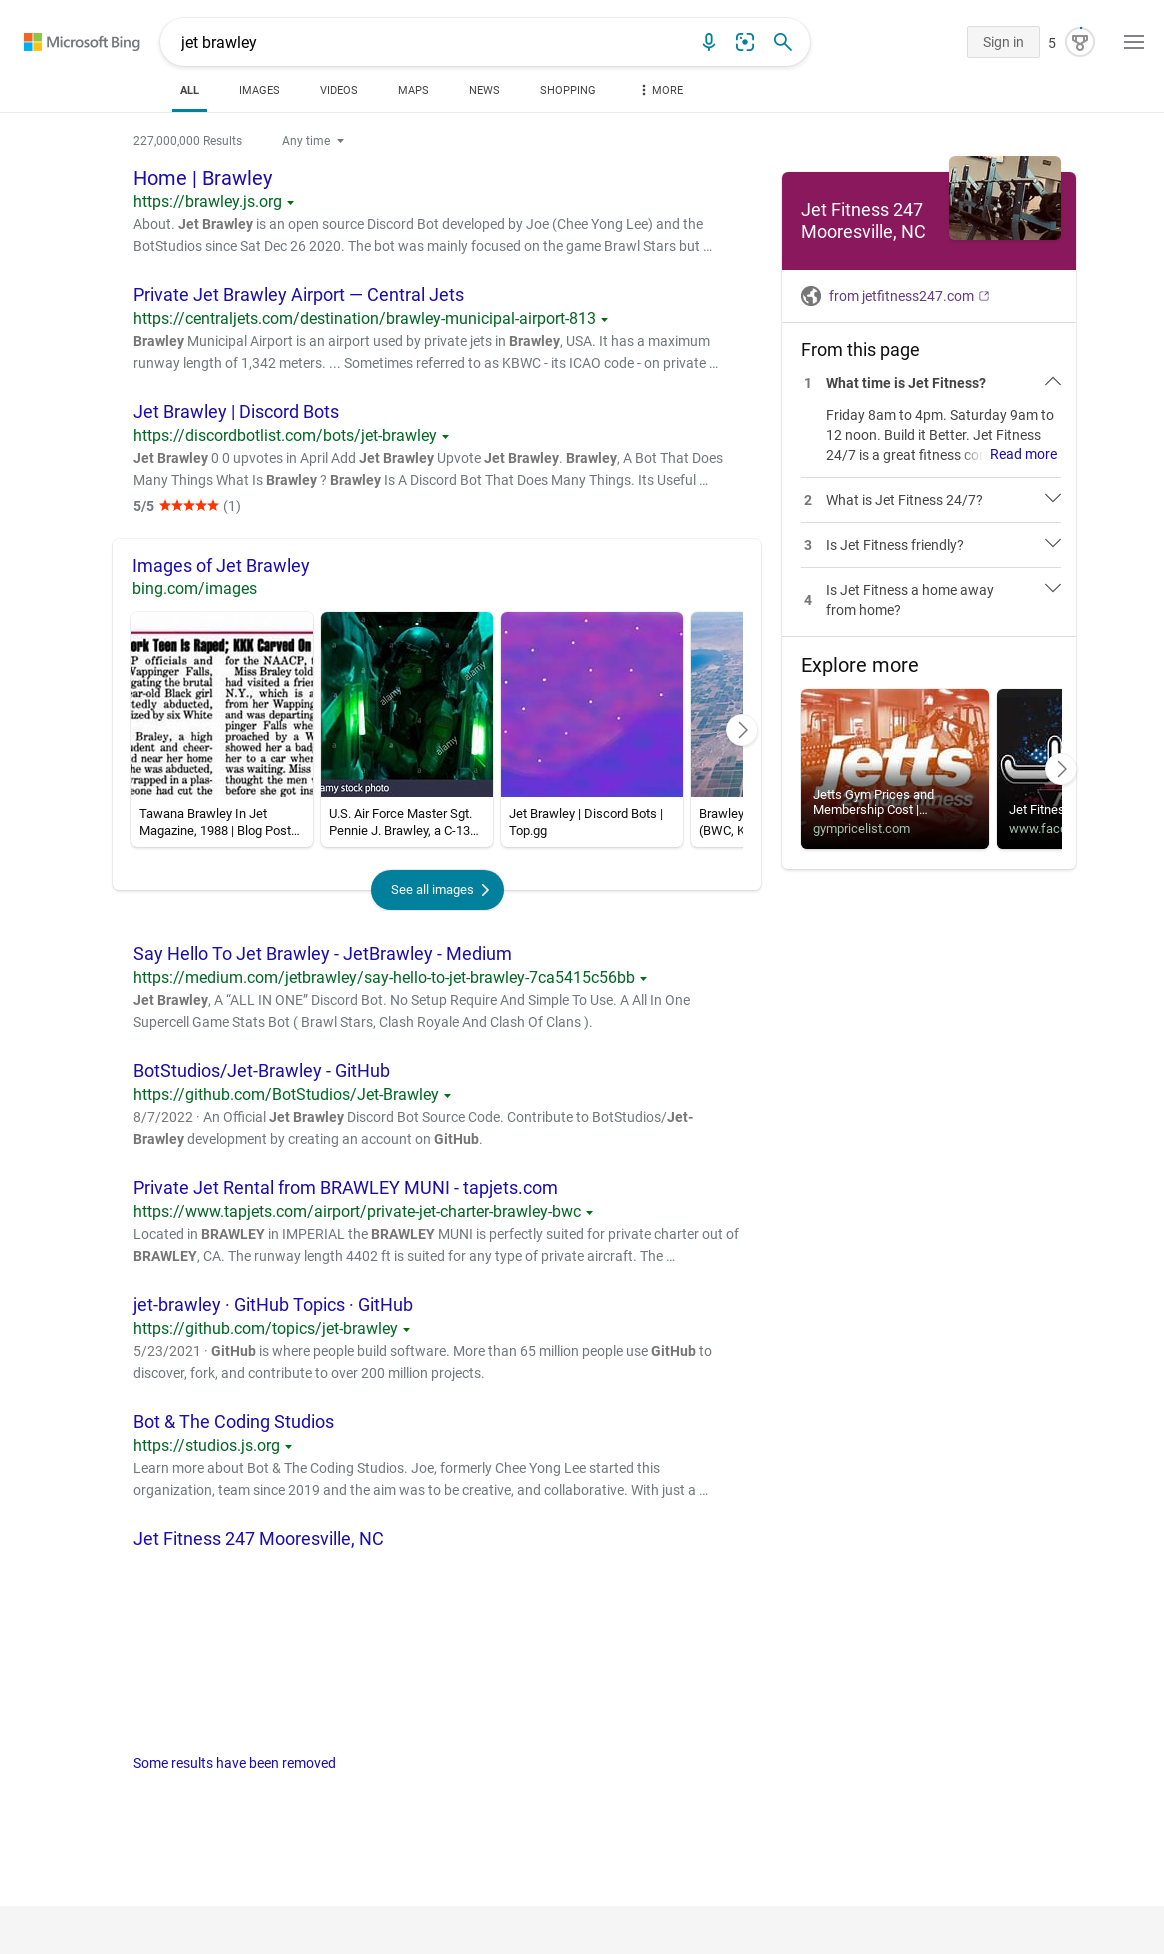 Microsoft Bing
jet brawley
Sign in
5
ALL
IMAGES
VIDEOS
MAPS
NEWS
SHOPPING
MORE
227,000,000 Results
Any time
Home | Brawley
https://brawley.js.org
About. Jet Brawley is an open source Discord Bot developed by Joe (Chee Yong Lee) and the
BotStudios since Sat Dec 26 2020. The bot was mainly focused on the game Brawl Stars but …
Private Jet Brawley Airport — Central Jets
https://centraljets.com/destination/brawley-municipal-airport-813
Brawley Municipal Airport is an airport used by private jets in Brawley, USA. It has a maximum
runway length of 1,342 meters. ... Sometimes referred to as KBWC - its ICAO code - on private …
Jet Brawley | Discord Bots
https://discordbotlist.com/bots/jet-brawley
Jet Brawley 0 0 upvotes in April Add Jet Brawley Upvote Jet Brawley. Brawley, A Bot That Does
Many Things What Is Brawley ? Brawley Is A Discord Bot That Does Many Things. Its Useful …
5/5 ★★★★★ (1)
Images of Jet Brawley
bing.com/images
ork Teen Is Raped; KKK Carved On
P officials and
Wappinger Falls,
gating the brutal
ear-old Black girl
tedly abducted,
ized by six White
Braley, a high
dent and cheer-
d near her home
he was abducted,
wrapped in a plas-
eone had cut the
for the NAACP, t
Miss Braley told
had visited a frie
N.Y., which is a
from her Wapping
and was departing
pinger Falls whe
proached by a W
showed her a bad
her to a car wher
was waiting. Miss
thought the men w
before she got ins
alamy
alamy
amy stock photo
Tawana Brawley In Jet
Magazine, 1988 | Blog Post...
U.S. Air Force Master Sgt.
Pennie J. Brawley, a C-13...
Jet Brawley | Discord Bots |
Top.gg
Brawley
(BWC, K
See all images
Say Hello To Jet Brawley - JetBrawley - Medium
https://medium.com/jetbrawley/say-hello-to-jet-brawley-7ca5415c56bb
Jet Brawley, A “ALL IN ONE” Discord Bot. No Setup Require And Simple To Use. A All In One
Supercell Game Stats Bot ( Brawl Stars, Clash Royale And Clash Of Clans ).
BotStudios/Jet-Brawley - GitHub
https://github.com/BotStudios/Jet-Brawley
8/7/2022 · An Official Jet Brawley Discord Bot Source Code. Contribute to BotStudios/Jet-
Brawley development by creating an account on GitHub.
Private Jet Rental from BRAWLEY MUNI - tapjets.com
https://www.tapjets.com/airport/private-jet-charter-brawley-bwc
Located in BRAWLEY in IMPERIAL the BRAWLEY MUNI is perfectly suited for private charter out of
BRAWLEY, CA. The runway length 4402 ft is suited for any type of private aircraft. The …
jet-brawley · GitHub Topics · GitHub
https://github.com/topics/jet-brawley
5/23/2021 · GitHub is where people build software. More than 65 million people use GitHub to
discover, fork, and contribute to over 200 million projects.
Bot & The Coding Studios
https://studios.js.org
Learn more about Bot & The Coding Studios. Joe, formerly Chee Yong Lee started this
organization, team since 2019 and the aim was to be creative, and collaborative. With just a …
Jet Fitness 247 Mooresville, NC
Some results have been removed
Jet Fitness 247
Mooresville, NC
from jetfitness247.com
From this page
1 What time is Jet Fitness?
Friday 8am to 4pm. Saturday 9am to
12 noon. Build it Better. Jet Fitness
24/7 is a great fitness co Read more
2 What is Jet Fitness 24/7?
3 Is Jet Fitness friendly?
4 Is Jet Fitness a home away
from home?
Explore more
jetts
24 hour fitness
Jetts Gym Prices and
Membership Cost |...
gympricelist.com
Jet Fitnes
www.face